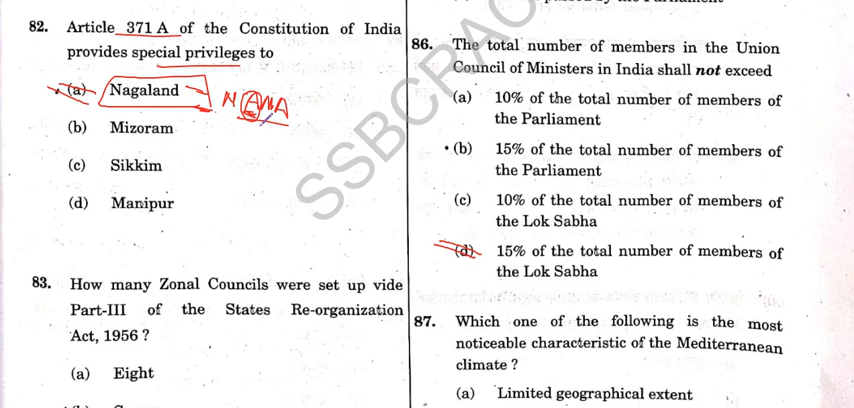 82. Article 371 A of the Constitution of India
provides special privileges to
(a) Nagaland
(b) Mizoram
(c) Sikkim
(d) Manipur
83. How many Zonal Councils were set up vide
Part-III of the States Re-organization
Act, 1956 ?
(a) Eight
86. The total number of members in the Union
Council of Ministers in India shall not exceed
(a) 10% of the total number of members of
the Parliament
(b) 15% of the total number of members of
the Parliament
(c) 10% of the total number of members of
the Lok Sabha
(d) 15% of the total number of members of
the Lok Sabha
87. Which one of the following is the most
noticeable characteristic of the Mediterranean
climate ?
(a) Limited geographical extent
SSBCRAC